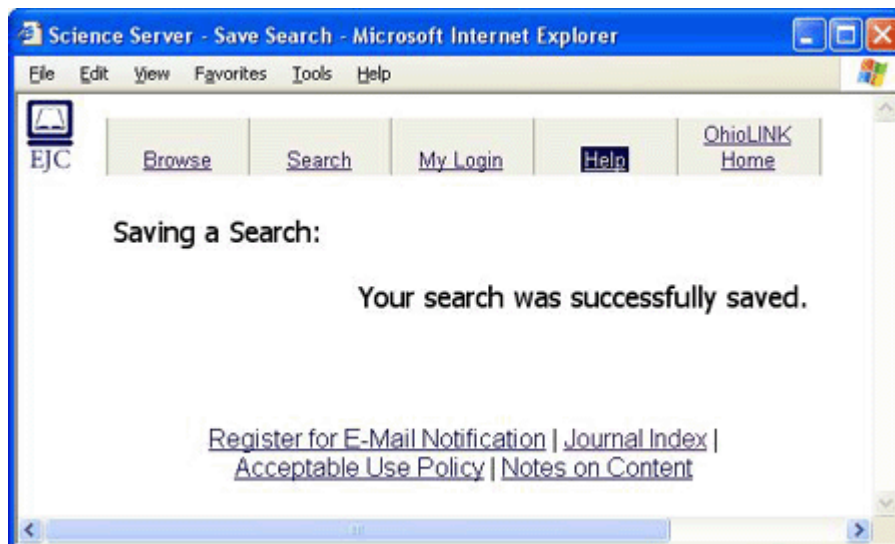 Science Server - Save Search - Microsoft Internet Explorer
File Edit View Favorites Tools Help
EJC
Browse Search My Login Help OhioLINK
Home
Saving a Search:
Your search was successfully saved.
Register for E-Mail Notification | Journal Index |
Acceptable Use Policy | Notes on Content